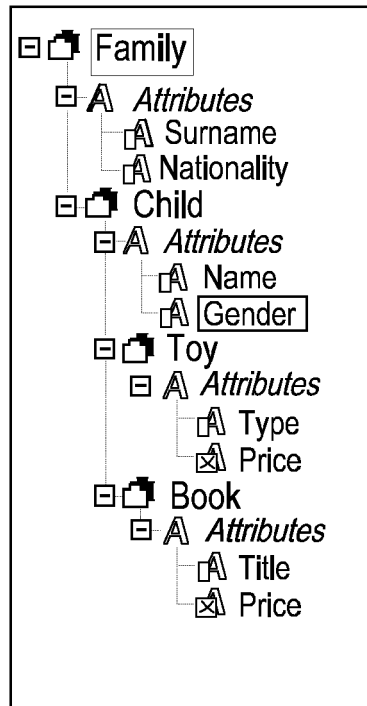 Family
Attributes
Surname
Nationality
Child
Attributes
Name
Gender
Toy
Attributes
Type
Price
Book
Attributes
Title
Price